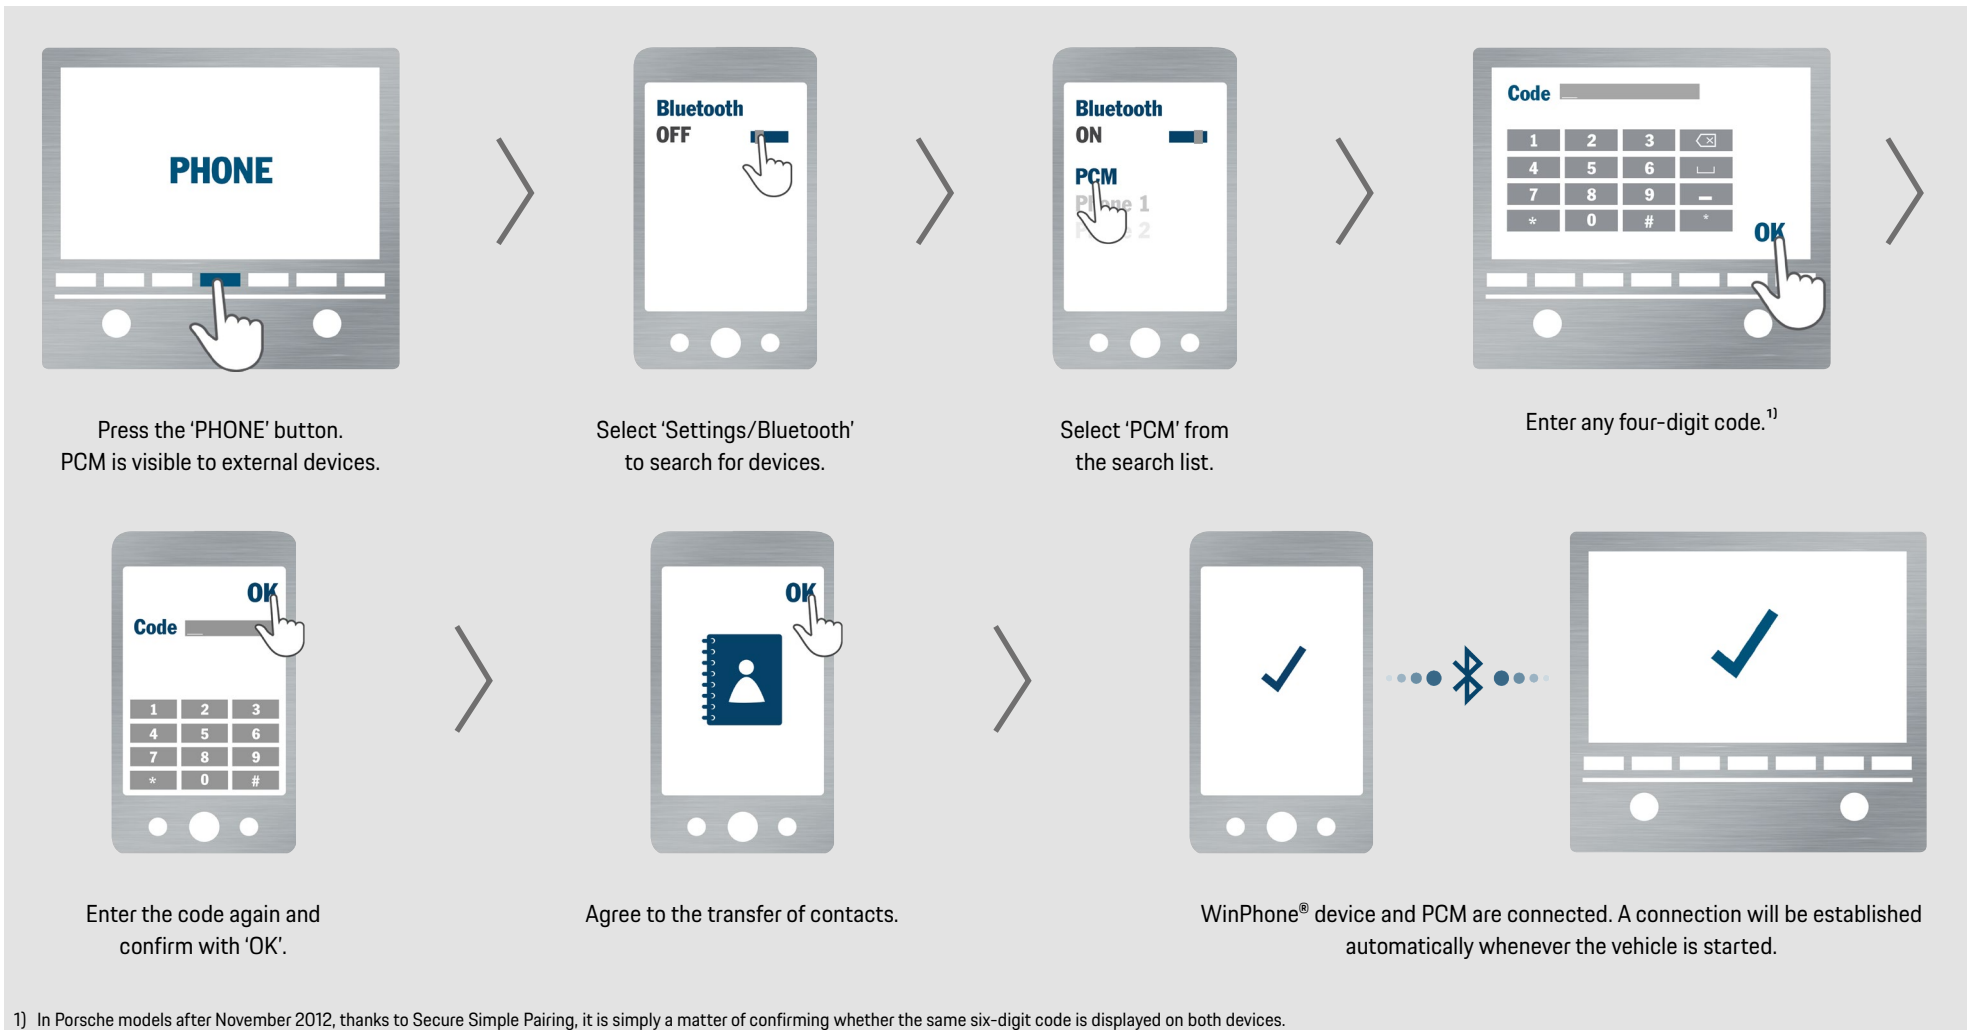 PHONE
Press the ‘PHONE’ button.
PCM is visible to external devices.
Bluetooth
OFF
Select ‘Settings/Bluetooth’
to search for devices.
Bluetooth
ON
PCM
Phone 1
Phone 2
Select ‘PCM’ from
the search list.
Code
1 2 3
4 5 6
7 8 9
* 0 # *
OK
Enter any four-digit code.¹⁾
OK
Code
1 2 3
4 5 6
7 8 9
* 0 #
Enter the code again and
confirm with ‘OK’.
OK
Agree to the transfer of contacts.
WinPhone® device and PCM are connected. A connection will be established
automatically whenever the vehicle is started.
1) In Porsche models after November 2012, thanks to Secure Simple Pairing, it is simply a matter of confirming whether the same six-digit code is displayed on both devices.